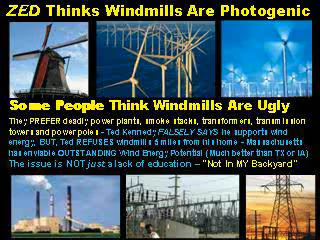 ZED Thinks Windmills Are Photogenic
Some People Think Windmills Are Ugly
They PREFER deadly power plants, smoke stacks, transformers, transmission
towers and power poles - Ted Kennedy FALSELY SAYS he supports wind
energy, BUT, Ted REFUSES windmills 5 miles from his home - Massachusetts
has enviable OUTSTANDING Wind Energy Potential (Much better than TX or IA)
The issue is NOT just a lack of education – "Not In MY Backyard"